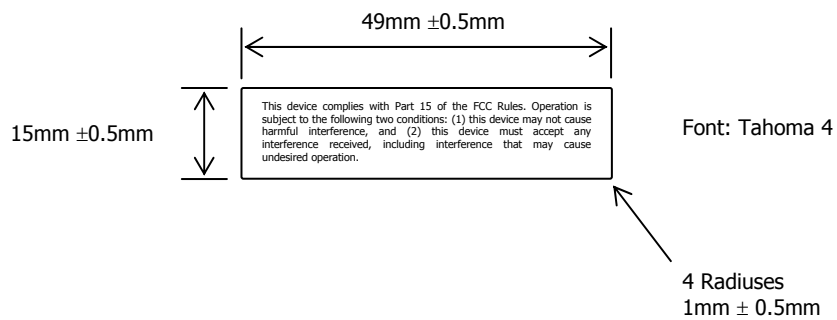 49mm ±0.5mm
This device complies with Part 15 of the FCC Rules. Operation is
subject to the following two conditions: (1) this device may not cause
harmful interference, and (2) this device must accept any
interference received, including interference that may cause
undesired operation.
15mm ±0.5mm
Font: Tahoma 4
4 Radiuses
1mm ± 0.5mm